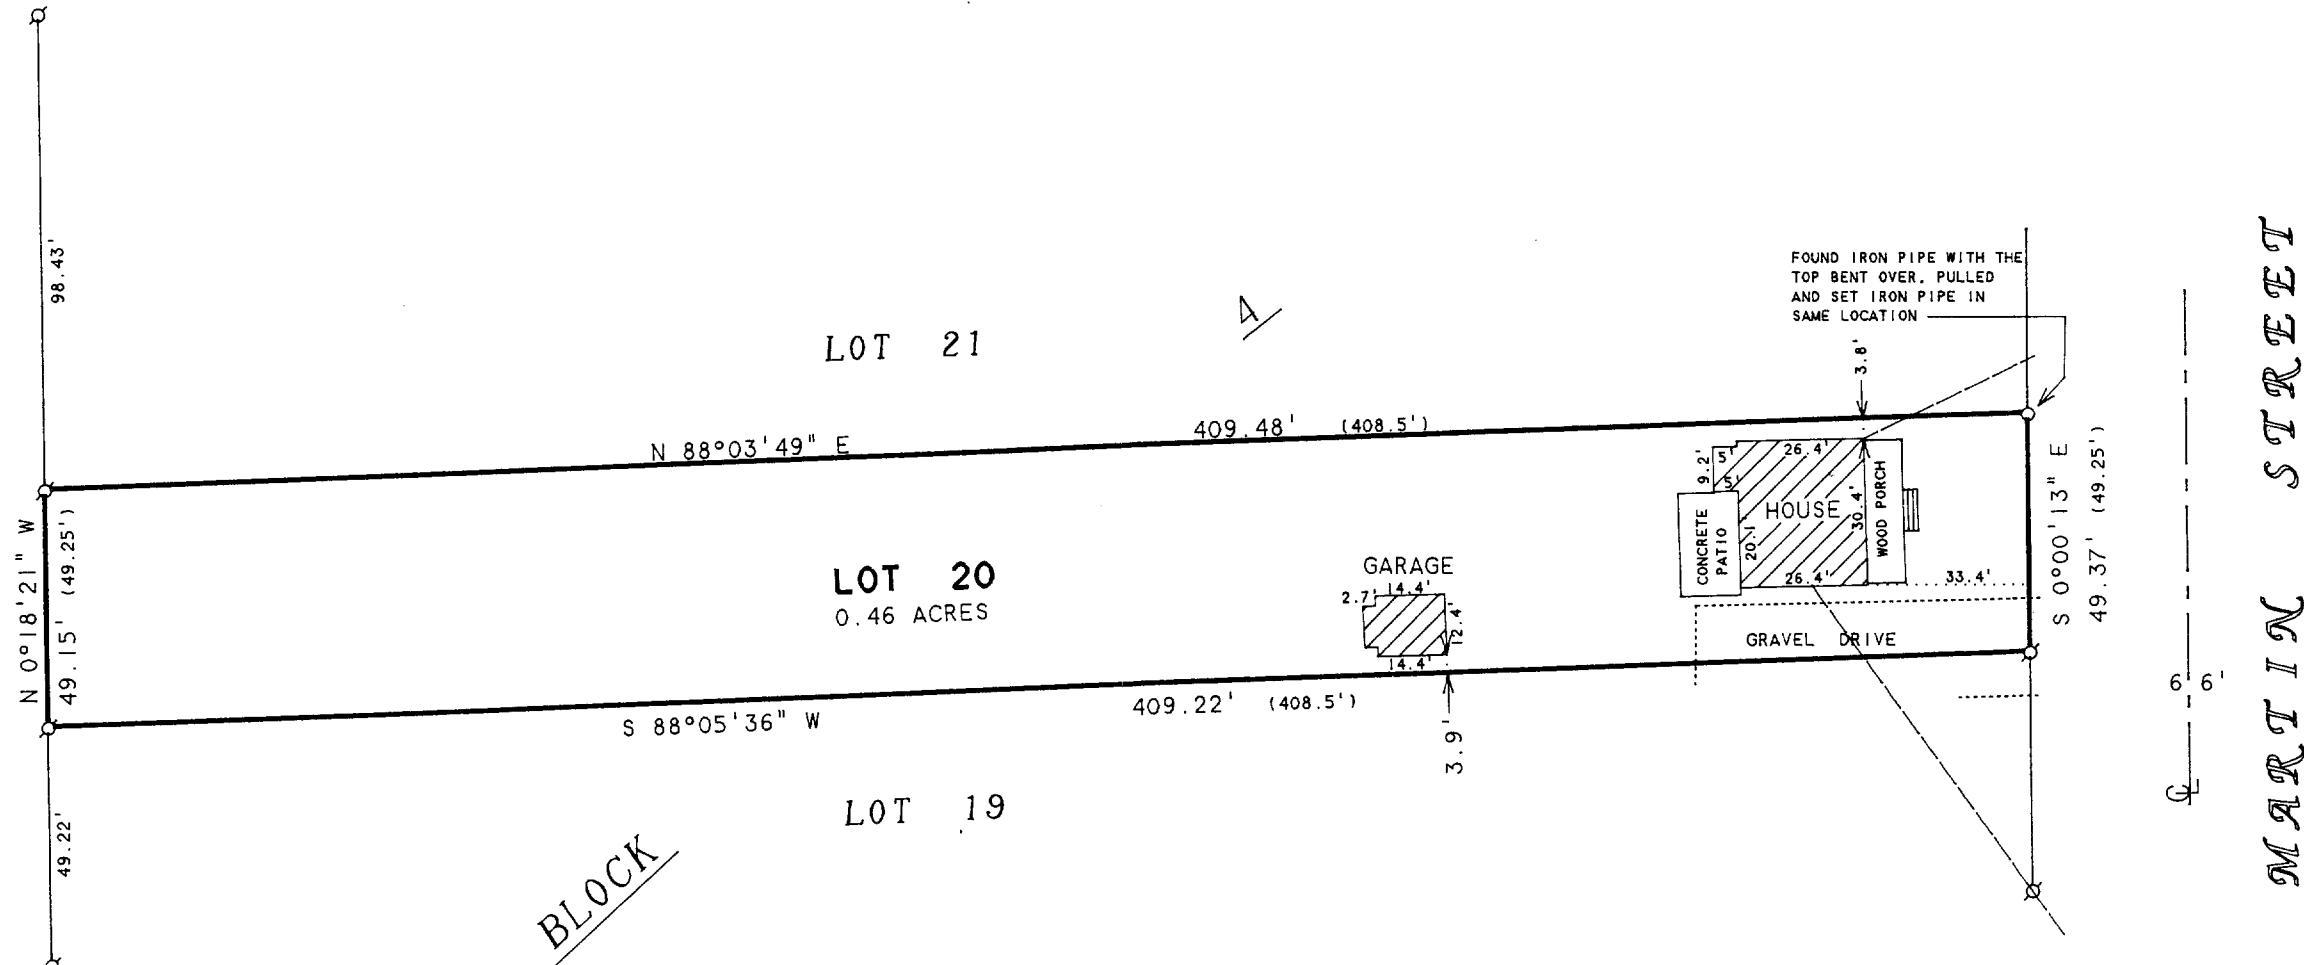 98.43'
FOUND IRON PIPE WITH THE
TOP BENT OVER, PULLED
AND SET IRON PIPE IN
SAME LOCATION
LOT 21
4
3.8'
N 88°03'49" E
409.48' (408.5')
N 0°18'21" W
49.15' (49.25')
LOT 20
0.46 ACRES
GARAGE
14.4'
2.7'
12.4'
14.4'
9.2'
5'
5'
26.4'
HOUSE
30.4'
20.1'
26.4'
CONCRETE
PATIO
WOOD PORCH
33.4'
GRAVEL DRIVE
S 0°00'13" E
49.37' (49.25')
S 88°05'36" W
409.22' (408.5')
3.9'
LOT 19
49.22'
BLOCK
66'
MARTIN STREET